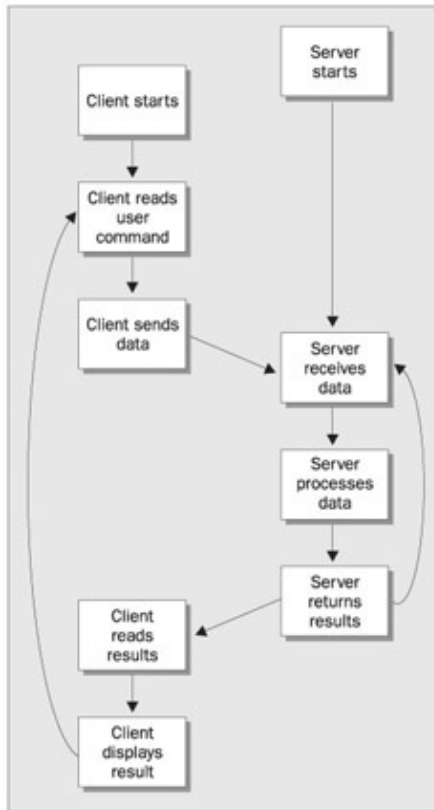 Server
starts
Client starts
Client reads
user
command
Client sends
data
Server
receives
data
Server
processes
data
Server
returns
results
Client
reads
results
Client
displays
result